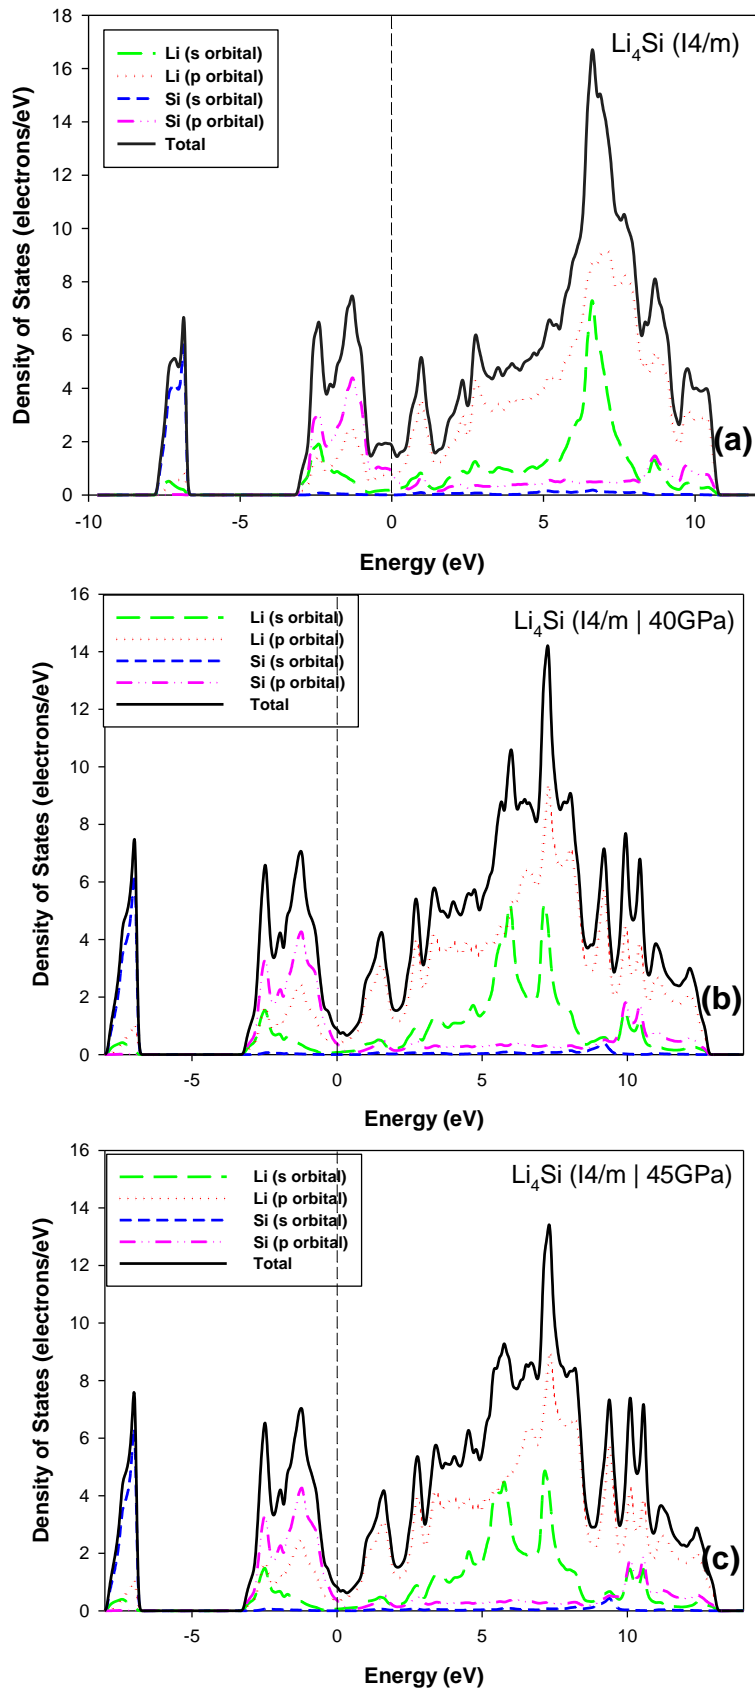 18
16
14
12
10
8
6
4
2
0
Density of States (electrons/eV)
Li (s orbital)
Li (p orbital)
Si (s orbital)
Si (p orbital)
Total
Li4Si (I4/m)
(a)
-10 -5 0 5 10
Energy (eV)
16
14
12
10
8
6
4
2
0
Density of States (electrons/eV)
Li (s orbital)
Li (p orbital)
Si (s orbital)
Si (p orbital)
Total
Li4Si (I4/m | 40GPa)
(b)
-5 0 5 10
Energy (eV)
16
14
12
10
8
6
4
2
0
Density of States (electrons/eV)
Li (s orbital)
Li (p orbital)
Si (s orbital)
Si (p orbital)
Total
Li4Si (I4/m | 45GPa)
(c)
-5 0 5 10
Energy (eV)